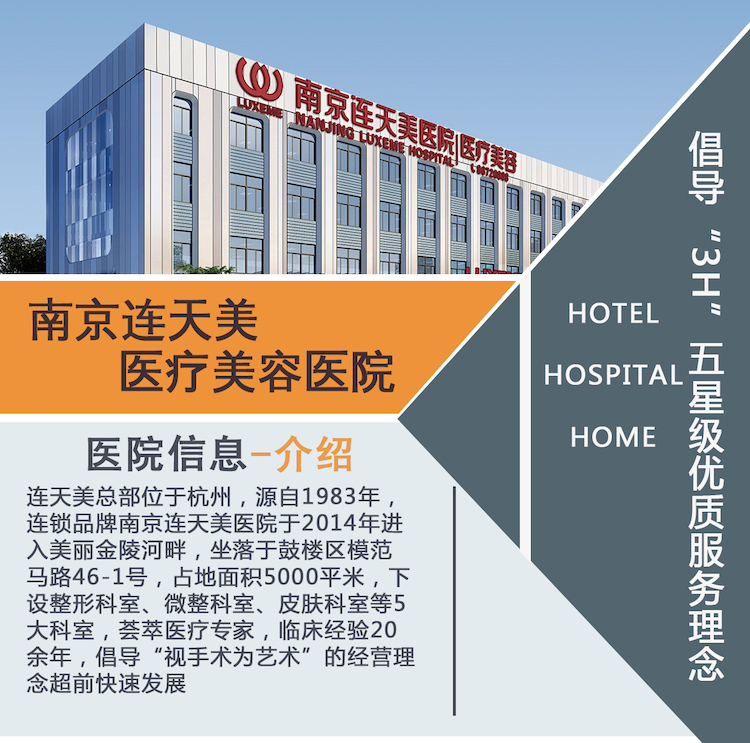 LUXEME
南京连天美医院|医疗美容
NANJING LUXEME HOSPITAL
南京连天美
医疗美容医院
医院信息-介绍
连天美总部位于杭州，源自1983年，
连锁品牌南京连天美医院于2014年进
入美丽金陵河畔，坐落于鼓楼区模范
马路46-1号，占地面积5000平米，下
设整形科室、微整科室、皮肤科室等5
大科室，荟萃医疗专家，临床经验20
余年，倡导“视手术为艺术”的经营理
念超前快速发展
HOTEL
HOSPITAL
HOME
倡导“3H”五星级优质服务理念